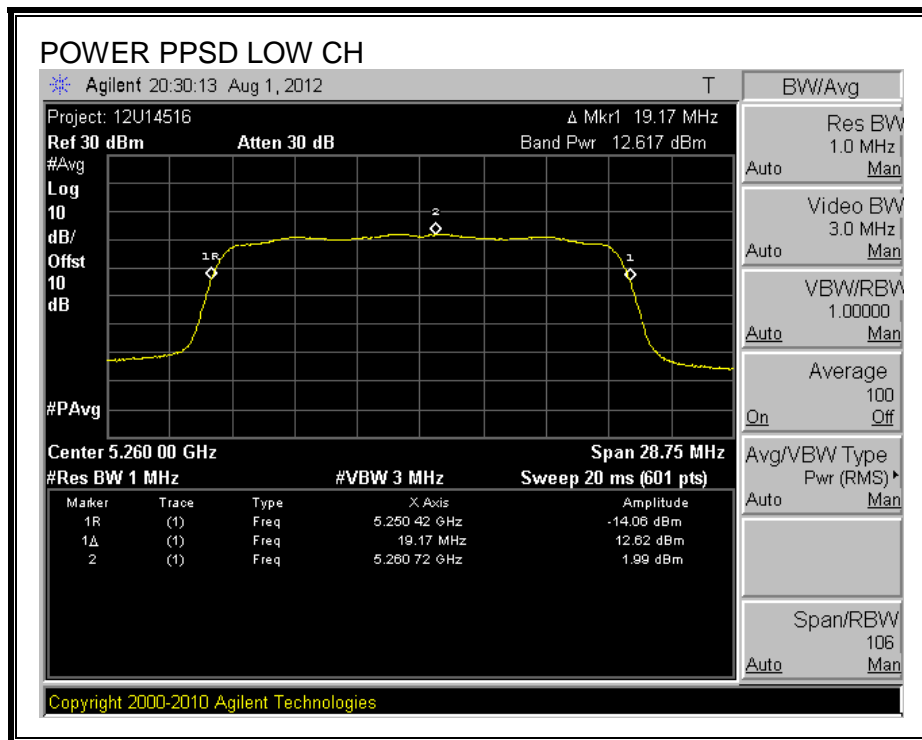 POWER PPSD LOW CH
Agilent 20:30:13 Aug 1, 2012 T
Project: 12U14516 Δ Mkr1 19.17 MHz
Ref 30 dBm Atten 30 dB Band Pwr 12.617 dBm
#Avg
Log
10
dB/
Offst
10
dB
#PAvg
1R
2
1
Center 5.260 00 GHz Span 28.75 MHz
#Res BW 1 MHz #VBW 3 MHz Sweep 20 ms (601 pts)
Marker Trace Type X Axis Amplitude
1R (1) Freq 5.250 42 GHz -14.06 dBm
1Δ (1) Freq 19.17 MHz 12.62 dBm
2 (1) Freq 5.260 72 GHz 1.99 dBm
BW/Avg
Res BW
1.0 MHz
Auto Man
Video BW
3.0 MHz
Auto Man
VBW/RBW
1.00000
Auto Man
Average
100
On Off
Avg/VBW Type
Pwr (RMS)
Auto Man
Span/RBW
106
Auto Man
Copyright 2000-2010 Agilent Technologies